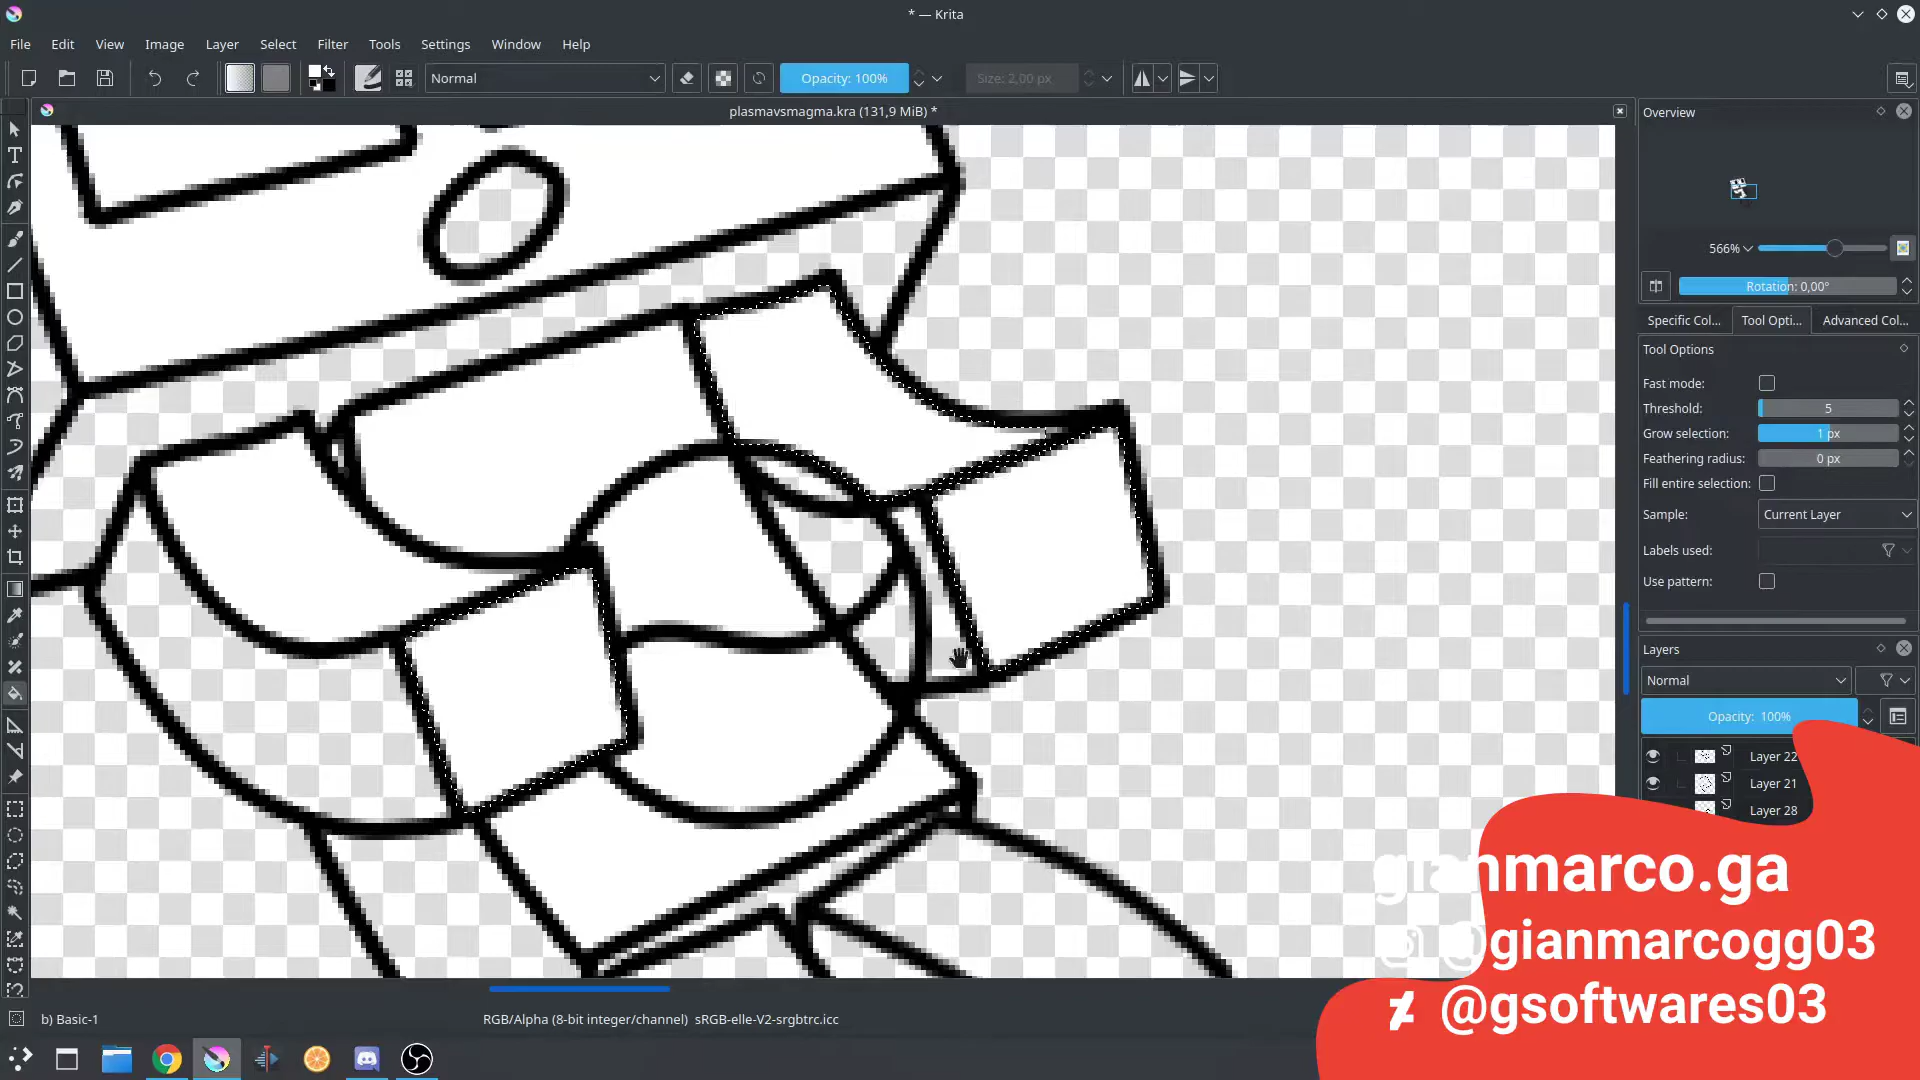 * — Krita
File Edit View Image Layer Select Filter Tools Settings Window Help
Normal Opacity: 100% Size: 2,00 px
plasmavsmagma.kra (131,9 MiB) *
Overview
566%
Rotation: 0,00°
Specific Col... Tool Opti... Advanced Col...
Tool Options
Fast mode:
Threshold: 5
Grow selection: 1 px
Feathering radius: 0 px
Fill entire selection:
Sample: Current Layer
Labels used:
Use pattern:
Layers
Normal
Opacity: 100%
Layer 22
Layer 21
Layer 28
gianmarco.ga
@gianmarcogg03
@gsoftwares03
b) Basic-1 RGB/Alpha (8-bit integer/channel) sRGB-elle-V2-srgbtrc.icc